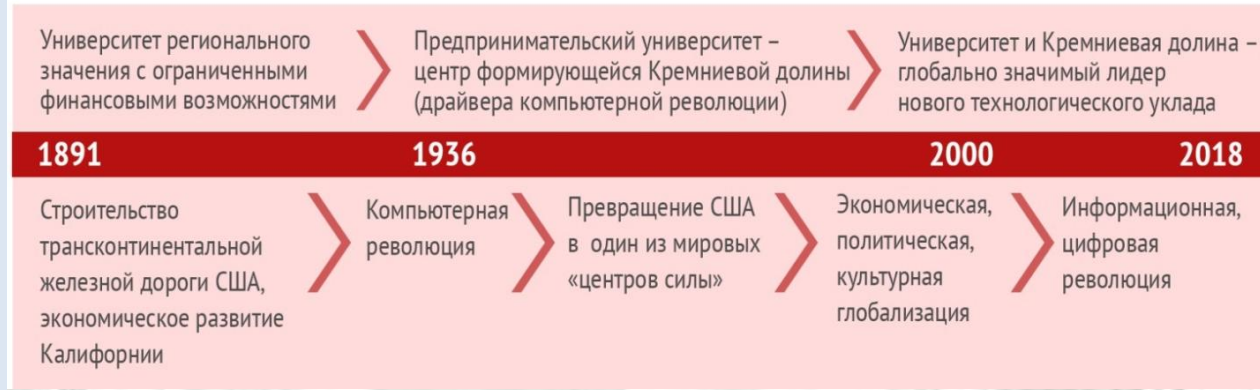 Университет регионального
значения с ограниченными
финансовыми возможностями
Предпринимательский университет –
центр формирующейся Кремниевой долины
(драйвера компьютерной революции)
Университет и Кремниевая долина –
глобально значимый лидер
нового технологического уклада
1891
1936
2000
2018
Строительство
трансконтинентальной
железной дороги США,
экономическое развитие
Калифорнии
Компьютерная
революция
Превращение США
в один из мировых
«центров силы»
Экономическая,
политическая,
культурная
глобализация
Информационная,
цифровая
революция